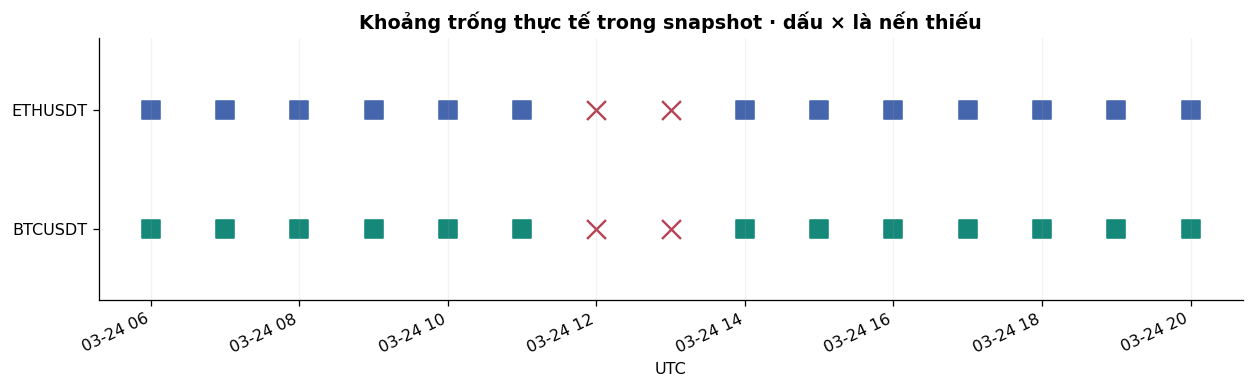 Khoảng trống thực tế trong snapshot · dấu × là nến thiếu
ETHUSDT
BTCUSDT
03-24 06
03-24 08
03-24 10
03-24 12
03-24 14
03-24 16
03-24 18
03-24 20
UTC